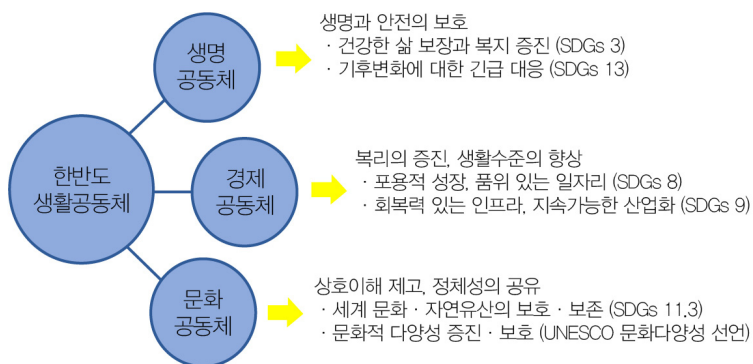 생명과 안전의 보호
생명
공동체
· 건강한 삶 보장과 복지 증진 (SDGs 3)
· 기후변화에 대한 긴급 대응 (SDGs 13)
한반도
생활공동체
경제
공동체
복리의 증진, 생활수준의 향상
· 포용적 성장, 품위 있는 일자리 (SDGs 8)
· 회복력 있는 인프라, 지속가능한 산업화 (SDGs 9)
문화
공동체
상호이해 제고, 정체성의 공유
· 세계 문화 · 자연유산의 보호 · 보존 (SDGs 11.3)
· 문화적 다양성 증진 · 보호 (UNESCO 문화다양성 선언)